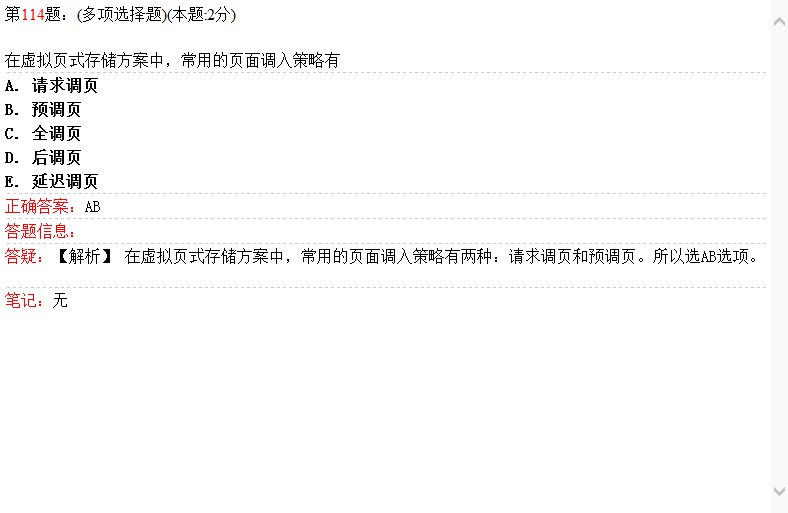 第114题: (多项选择题)(本题:2分)
在虚拟页式存储方案中，常用的页面调入策略有
A. 请求调页
B. 预调页
C. 全调页
D. 后调页
E. 延迟调页
正确答案：AB
答题信息：
答疑：【解析】 在虚拟页式存储方案中，常用的页面调入策略有两种：请求调页和预调页。所以选AB选项。
笔记：无